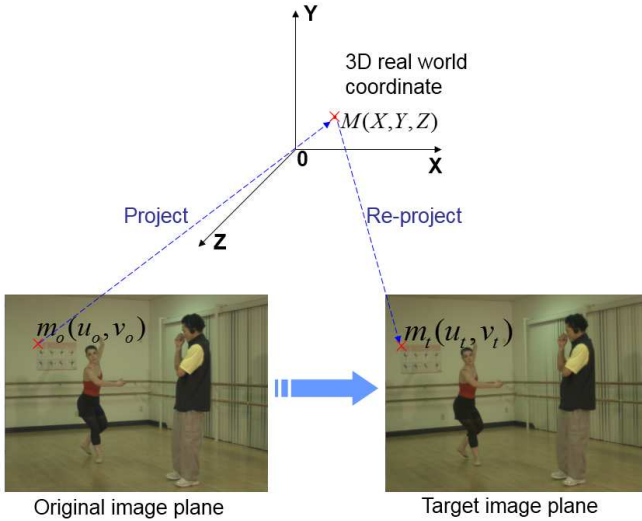 Y
3D real world
coordinate
M(X,Y,Z)
0
X
Project
Re-project
Z
m_o(u_o,v_o)
m_t(u_t,v_t)
Original image plane
Target image plane